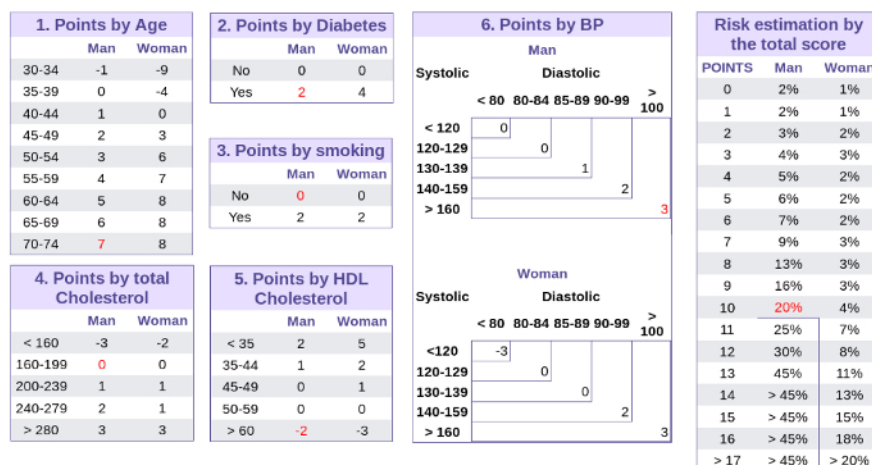 1. Points by Age
Man Woman
30-34 -1 -9
35-39 0 -4
40-44 1 0
45-49 2 3
50-54 3 6
55-59 4 7
60-64 5 8
65-69 6 8
70-74 7 8
2. Points by Diabetes
Man Woman
No 0 0
Yes 2 4
3. Points by smoking
Man Woman
No 0 0
Yes 2 2
4. Points by total
Cholesterol
Man Woman
< 160 -3 -2
160-199 0 0
200-239 1 1
240-279 2 1
> 280 3 3
5. Points by HDL
Cholesterol
Man Woman
< 35 2 5
35-44 1 2
45-49 0 1
50-59 0 0
> 60 -2 -3
6. Points by BP
Man
Systolic Diastolic
< 80 80-84 85-89 90-99 > 100
< 120 0
120-129 0
130-139 1
140-159 2
> 160 3
Woman
Systolic Diastolic
< 80 80-84 85-89 90-99 > 100
<120 -3
120-129 0
130-139 0
140-159 2
> 160 3
Risk estimation by
the total score
POINTS Man Woman
0 2% 1%
1 2% 1%
2 3% 2%
3 4% 3%
4 5% 2%
5 6% 2%
6 7% 2%
7 9% 3%
8 13% 3%
9 16% 3%
10 20% 4%
11 25% 7%
12 30% 8%
13 45% 11%
14 > 45% 13%
15 > 45% 15%
16 > 45% 18%
> 17 > 45% > 20%